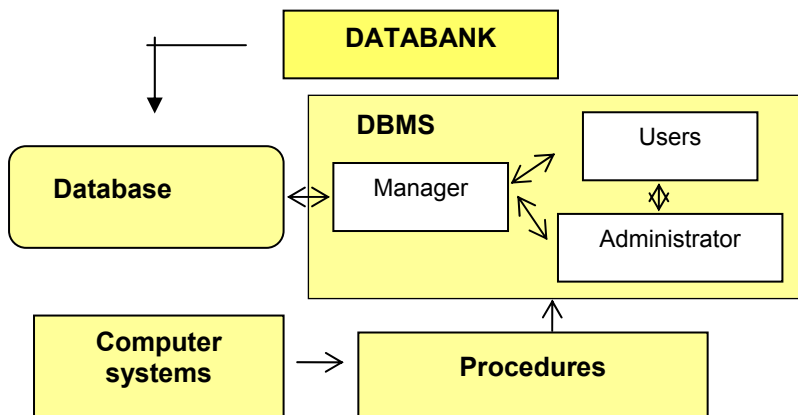 DATABANK
DBMS
Users
Database
Manager
Administrator
Computer
systems
Procedures